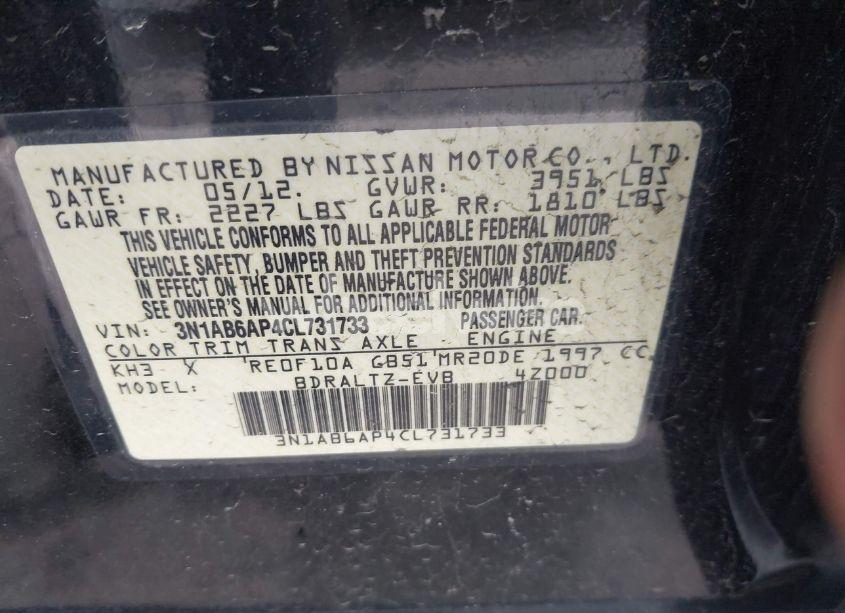 MANUFACTURED BY NISSAN MOTOR CO., LTD.
DATE: 05/12. GVWR: 3951 LBS
GAWR FR: 2227 LBS GAWR RR: 1810 LBS
THIS VEHICLE CONFORMS TO ALL APPLICABLE FEDERAL MOTOR
VEHICLE SAFETY, BUMPER AND THEFT PREVENTION STANDARDS
IN EFFECT ON THE DATE OF MANUFACTURE SHOWN ABOVE.
SEE OWNER'S MANUAL FOR ADDITIONAL INFORMATION.
VIN: 3N1AB6AP4CL731733 PASSENGER CAR.
COLOR TRIM TRANS AXLE ENGINE
KH3 X RE0F10A GB51 MR20DE 1997 CC
MODEL: BDRALTZ-EVB 4Z000
3N1AB6AP4CL731733